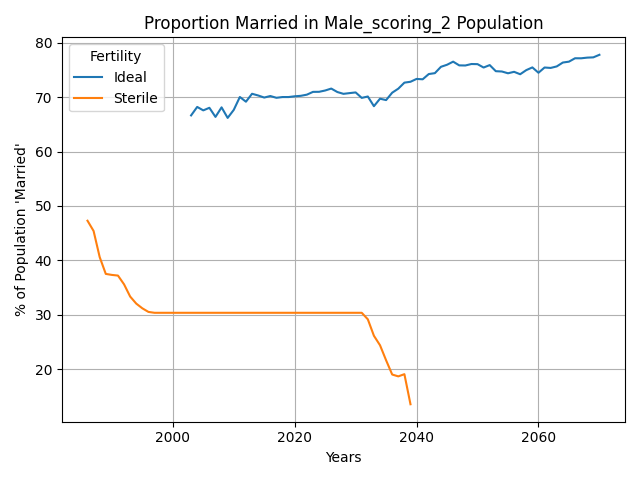 Proportion Married in Male_scoring_2 Population
% of Population 'Married'
80
70
60
50
40
30
20
Fertility
Ideal
Sterile
2000 2020 2040 2060
Years